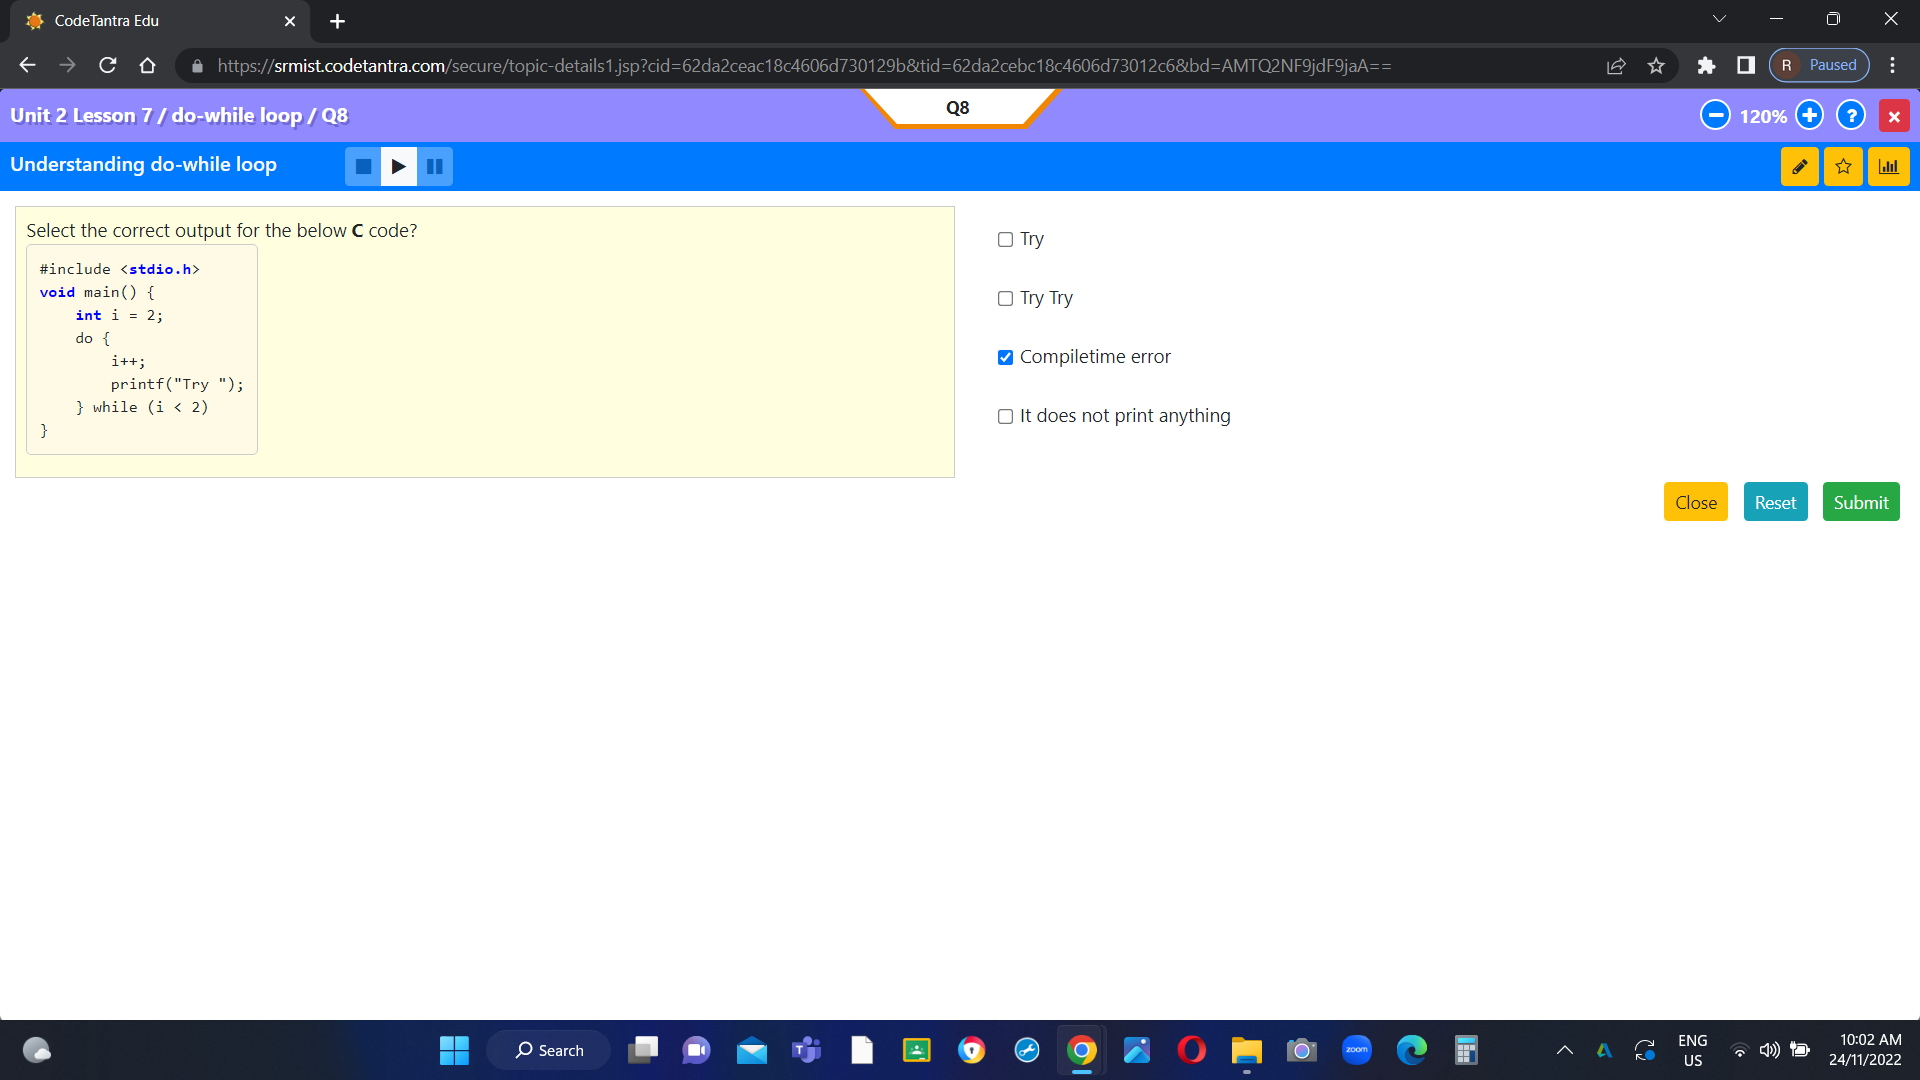 CodeTantra Edu
https://srmist.codetantra.com/secure/topic-details1.jsp?cid=62da2ceac18c4606d730129b&tid=62da2cebc18c4606d73012c6&bd=AMTQ2NF9jdF9jaA==
R Paused
Unit 2 Lesson 7 / do-while loop / Q8
Q8
120%
?
Understanding do-while loop
Select the correct output for the below C code?
#include <stdio.h>
void main() {
    int i = 2;
    do {
        i++;
        printf("Try ");
    } while (i < 2)
}
Try
Try Try
Compiletime error
It does not print anything
Close Reset Submit
Search
zoom
ENG
US
10:02 AM
24/11/2022